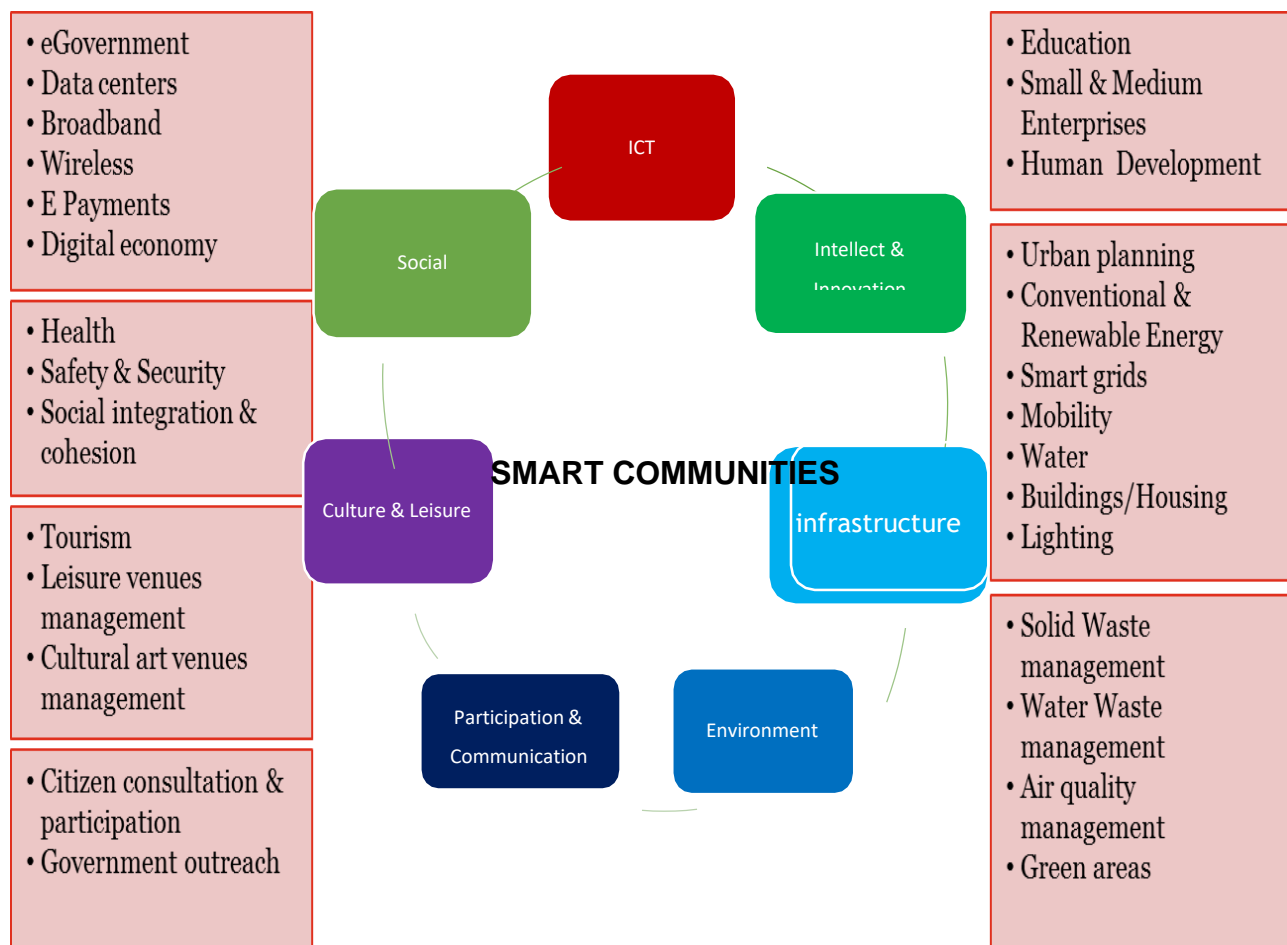 • eGovernment
• Data centers
• Broadband
• Wireless
• E Payments
• Digital economy
• Health
• Safety & Security
• Social integration &
cohesion
• Tourism
• Leisure venues
management
• Cultural art venues
management
• Citizen consultation &
participation
• Government outreach
ICT
Social
Intellect &
Innovation
SMART COMMUNITIES
Culture & Leisure
infrastructure
Participation &
Communication
Environment
• Education
• Small & Medium
Enterprises
• Human Development
• Urban planning
• Conventional &
Renewable Energy
• Smart grids
• Mobility
• Water
• Buildings/Housing
• Lighting
• Solid Waste
management
• Water Waste
management
• Air quality
management
• Green areas